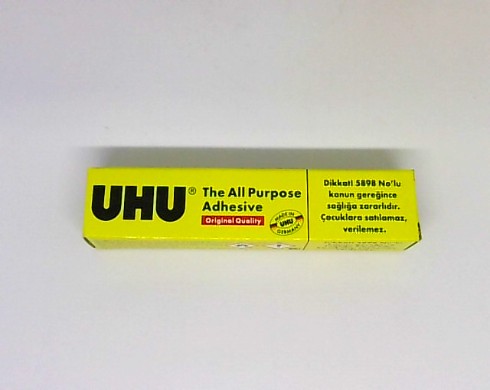 UHU®
The All Purpose
Adhesive
Original Quality
MADE IN
UHU
GERMANY
Dikkat! 5898 No'lu
kanun gereğince
sağlığa zararlıdır.
Çocuklara satılamaz,
verilemez.